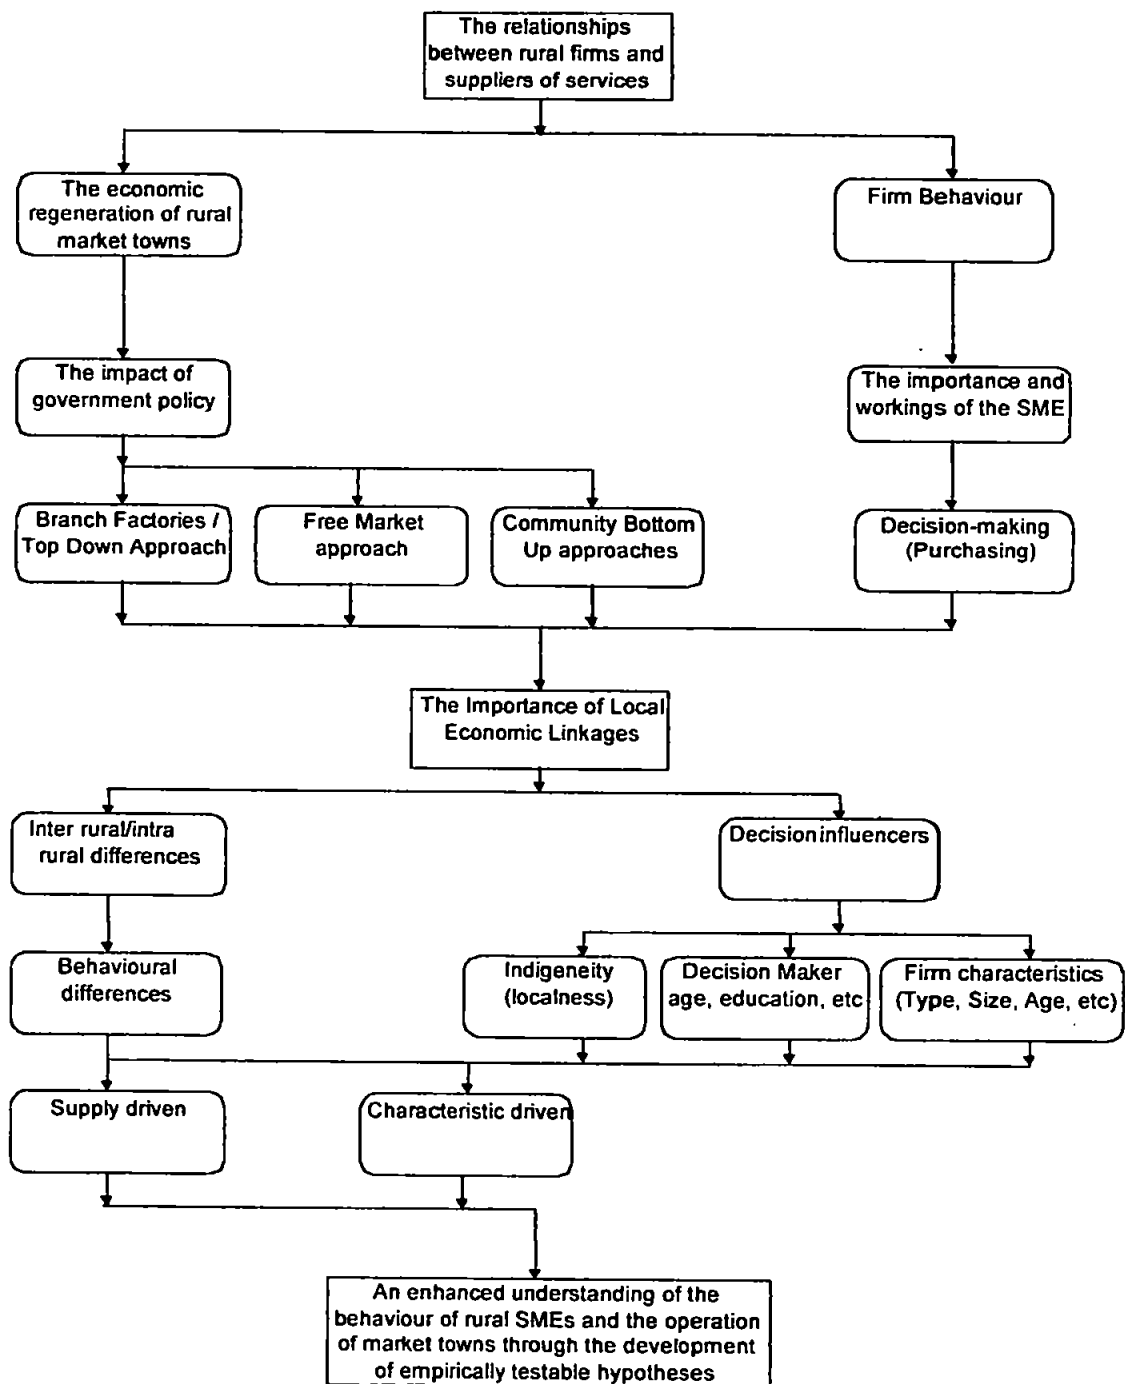 The relationships
between rural firms and
suppliers of services
The economic
regeneration of rural
market towns
Firm Behaviour
The impact of
government policy
The importance and
workings of the SME
Branch Factories /
Top Down Approach
Free Market
approach
Community Bottom
Up approaches
Decision-making
(Purchasing)
The Importance of Local
Economic Linkages
Inter rural/intra
rural differences
Decision influencers
Behavioural
differences
Indigeneity
(localness)
Decision Maker
age, education, etc
Firm characteristics
(Type, Size, Age, etc)
Supply driven
Characteristic driven
An enhanced understanding of the
behaviour of rural SMEs and the operation
of market towns through the development
of empirically testable hypotheses